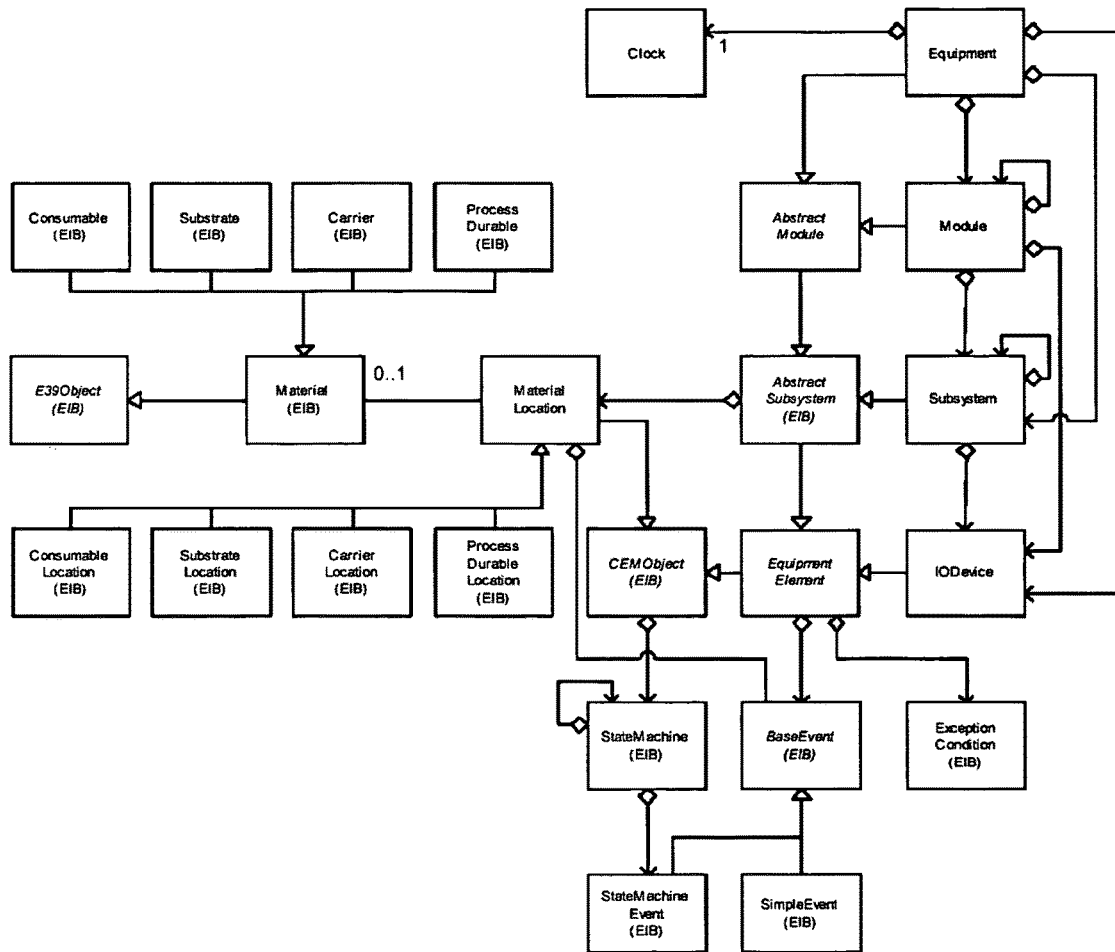 Clock
1
Equipment
Consumable
(EIB)
Substrate
(EIB)
Carrier
(EIB)
Process
Durable
(EIB)
Abstract
Module
Module
E39Object
(EIB)
Material
(EIB)
0..1
Material
Location
Abstract
Subsystem
(EIB)
Subsystem
Consumable
Location
(EIB)
Substrate
Location
(EIB)
Carrier
Location
(EIB)
Process
Durable
Location
(EIB)
CEMObject
(EIB)
Equipment
Element
IODevice
StateMachine
(EIB)
BaseEvent
(EIB)
Exception
Condition
(EIB)
StateMachine
Event
(EIB)
SimpleEvent
(EIB)